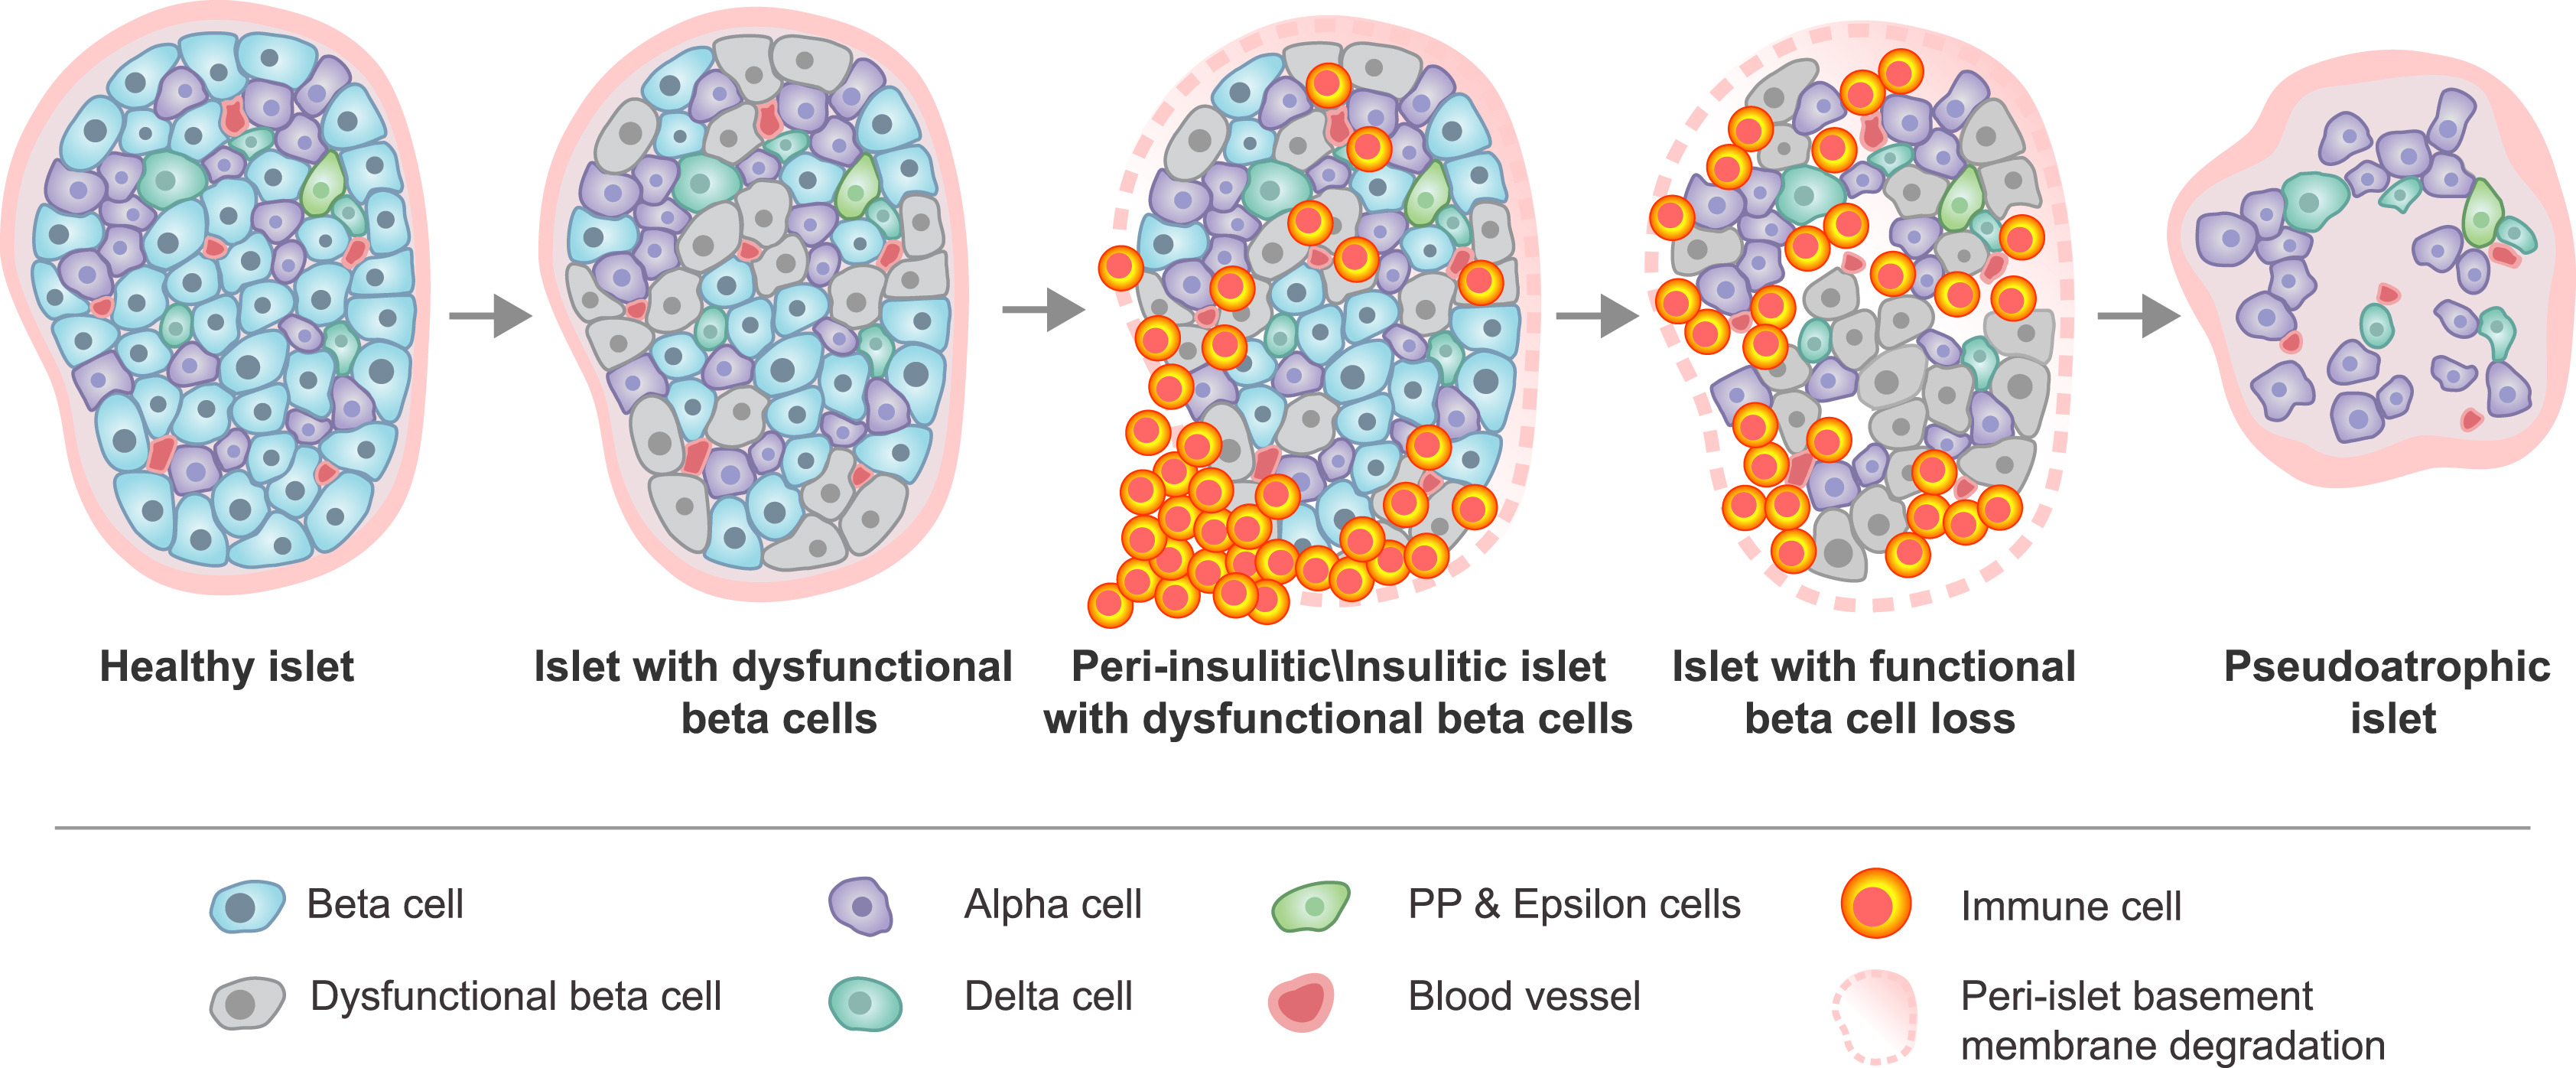 Healthy islet
Islet with dysfunctional
beta cells
Peri-insulitic\Insulitic islet
with dysfunctional beta cells
Islet with functional
beta cell loss
Pseudoatrophic
islet
Beta cell
Alpha cell
PP & Epsilon cells
Immune cell
Dysfunctional beta cell
Delta cell
Blood vessel
Peri-islet basement
membrane degradation